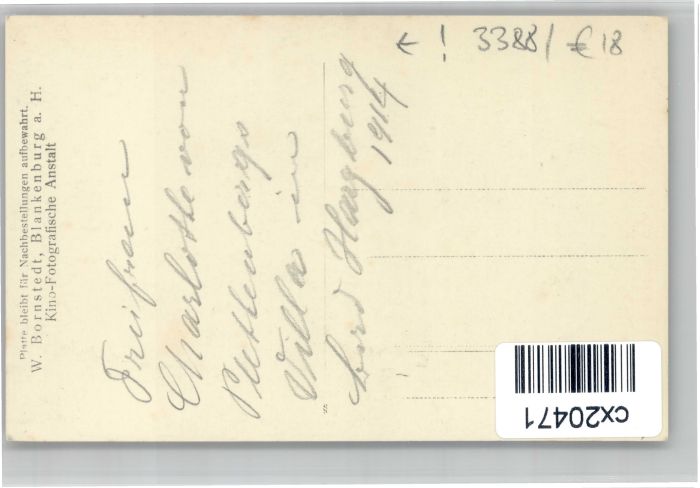 Platte bleibt für Nachbestellungen aufbewahrt.
W. Bornstedt, Blankenburg a. H.
Kino-Fotografische Anstalt
Freifrau
Charlotte von
Plettenbergs
Villa in
Bad Harzburg
1914
← ! 3388/ € 18
cx20471